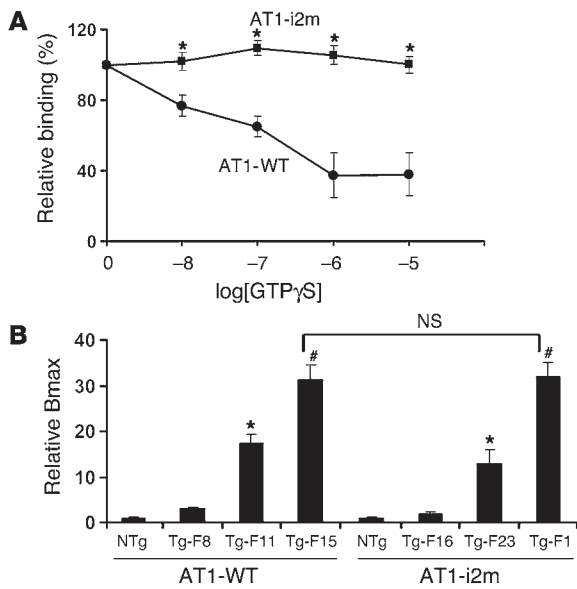 A
AT1-i2m
120
80
40
0
Relative binding (%)
* * * *
AT1-WT
0 –8 –7 –6 –5
log[GTPγS]
B
NS
40
30
20
10
0
Relative Bmax
* # * #
NTg Tg-F8 Tg-F11 Tg-F15 NTg Tg-F16 Tg-F23 Tg-F1
AT1-WT AT1-i2m